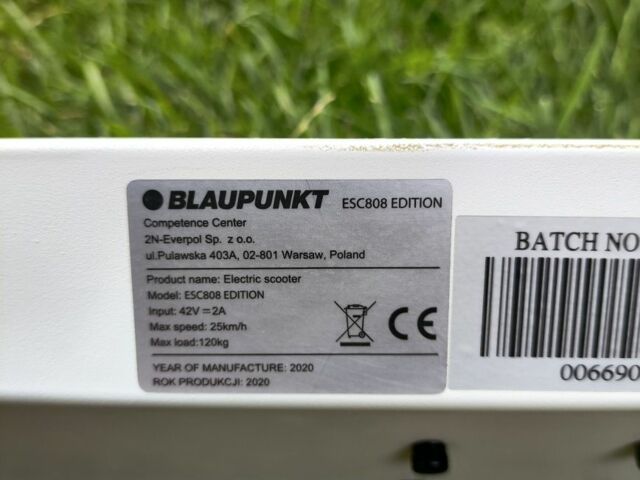 BLAUPUNKT ESC808 EDITION
Competence Center
2N-Everpol Sp. z o.o.
ul.Pulawska 403A, 02-801 Warsaw, Poland
Product name: Electric scooter
Model: ESC808 EDITION
Input: 42V⎓2A
Max speed: 25km/h
Max load:120kg
CE
YEAR OF MANUFACTURE: 2020
ROK PRODUKCJI: 2020
BATCH NO
006690